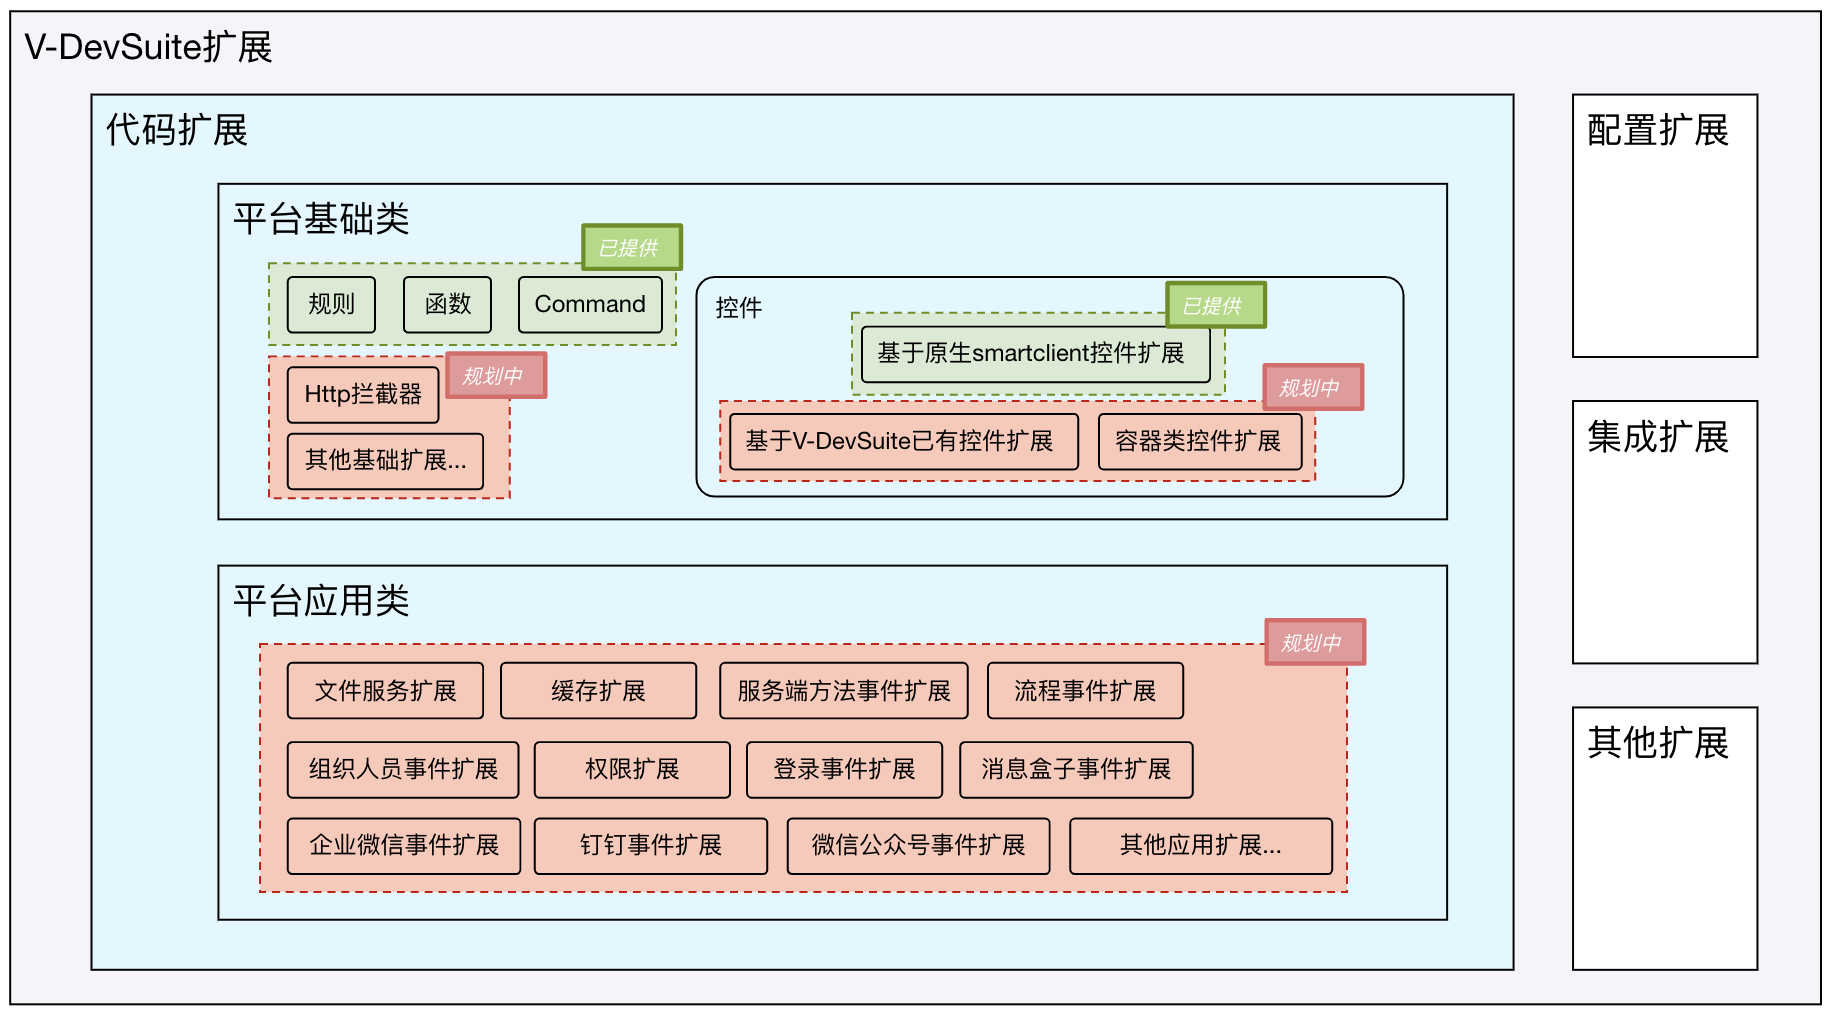 V-DevSuite扩展
代码扩展
平台基础类
已提供
规则
函数
Command
规划中
Http拦截器
其他基础扩展...
控件
已提供
基于原生smartclient控件扩展
规划中
基于V-DevSuite已有控件扩展
容器类控件扩展
平台应用类
规划中
文件服务扩展
缓存扩展
服务端方法事件扩展
流程事件扩展
组织人员事件扩展
权限扩展
登录事件扩展
消息盒子事件扩展
企业微信事件扩展
钉钉事件扩展
微信公众号事件扩展
其他应用扩展...
配置扩展
集成扩展
其他扩展